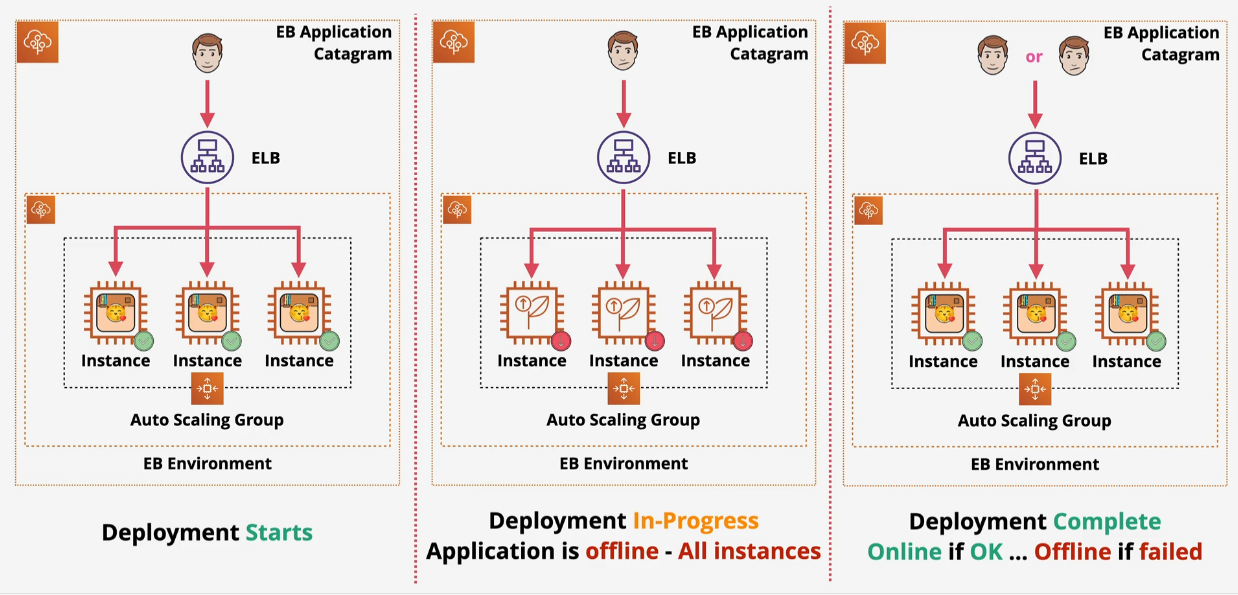 EB Application
Catagram
ELB
Instance
Instance
Instance
Auto Scaling Group
EB Environment
Deployment Starts
EB Application
Catagram
ELB
Instance
Instance
Instance
Auto Scaling Group
EB Environment
Deployment In-Progress
Application is offline - All instances
or
EB Application
Catagram
ELB
Instance
Instance
Instance
Auto Scaling Group
EB Environment
Deployment Complete
Online if OK ... Offline if failed